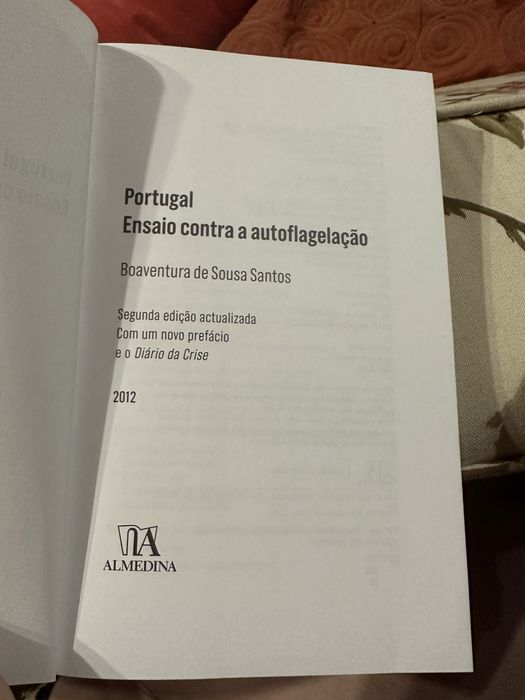 Portugal
Ensaio contra a autoflagelação
Boaventura de Sousa Santos
Segunda edição actualizada
Com um novo prefácio
e o Diário da Crise
2012
ALMEDINA